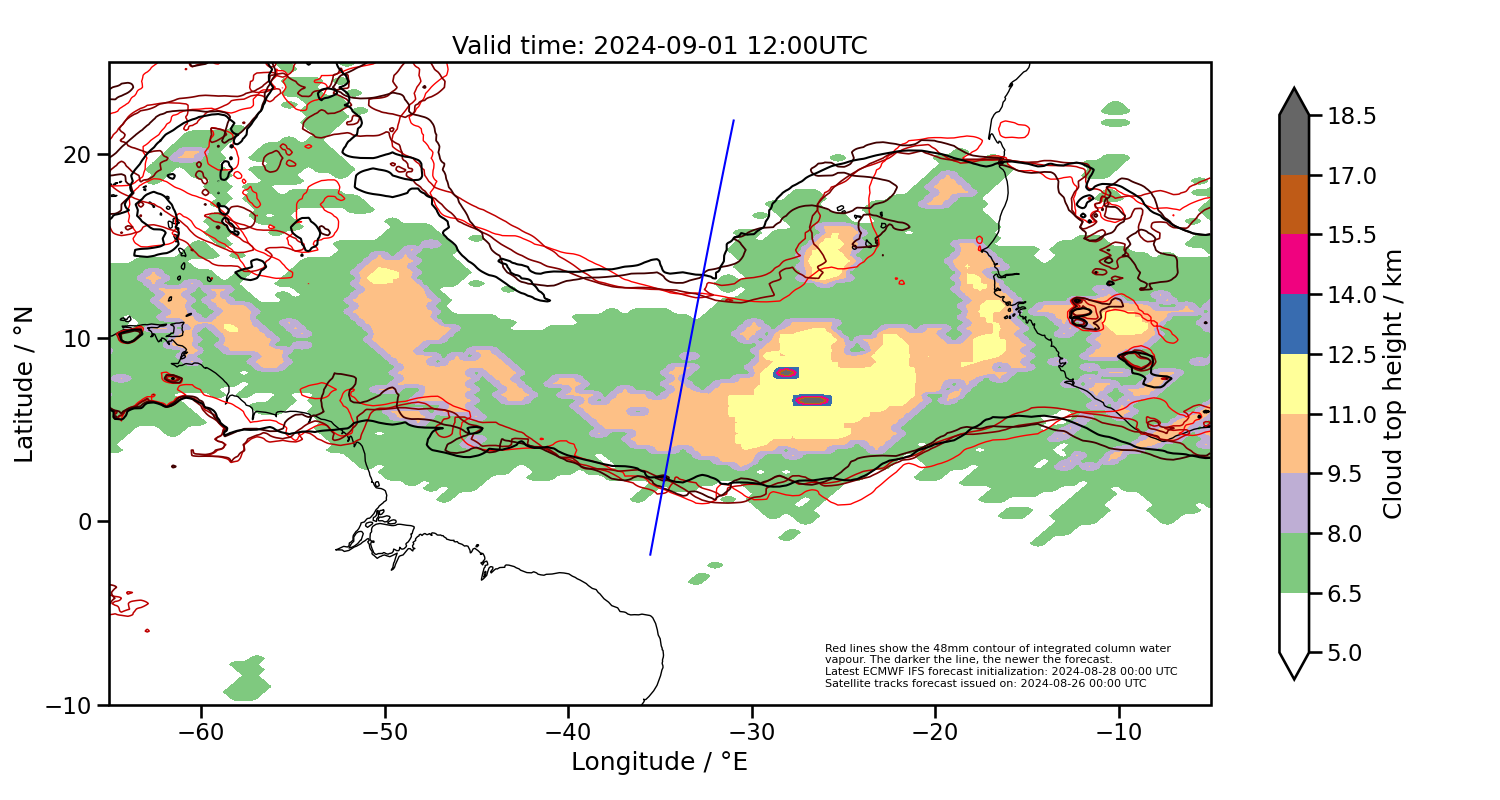 Valid time: 2024-09-01 12:00UTC
20
10
0
−10
Latitude / °N
−60
−50
−40
−30
−20
−10
Longitude / °E
Red lines show the 48mm contour of integrated column water
vapour. The darker the line, the newer the forecast.
Latest ECMWF IFS forecast initialization: 2024-08-28 00:00 UTC
Satellite tracks forecast issued on: 2024-08-26 00:00 UTC
18.5
17.0
15.5
14.0
12.5
11.0
9.5
8.0
6.5
5.0
Cloud top height / km